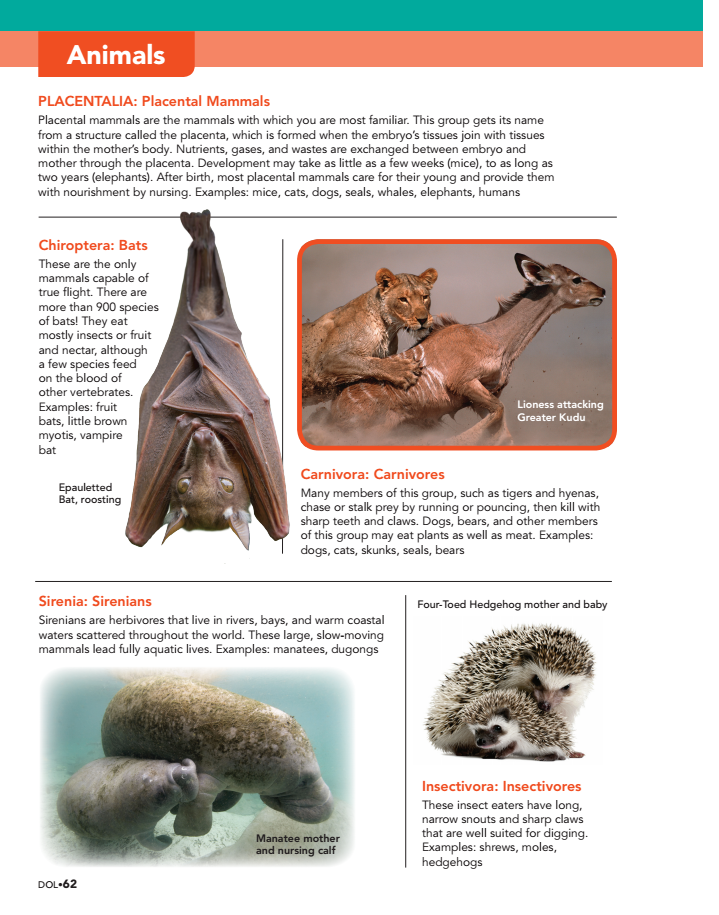 Animals
PLACENTALIA: Placental Mammals
Placental mammals are the mammals with which you are most familiar. This group gets its name
from a structure called the placenta, which is formed when the embryo's tissues join with tissues
within the mother's body. Nutrients, gases, and wastes are exchanged between embryo and
mother through the placenta. Development may take as little as a few weeks (mice), to as long as
two years (elephants). After birth, most placental mammals care for their young and provide them
with nourishment by nursing. Examples: mice, cats, dogs, seals, whales, elephants, humans
Chiroptera: Bats
These are the only
mammals capable of
true flight. There are
more than 900 species
of bats! They eat
mostly insects or fruit
and nectar, although
a few species feed
on the blood of
other vertebrates.
Examples: fruit
bats, little brown
myotis, vampire
bat
Epauletted
Bat, roosting
Lioness attacking
Greater Kudu
Carnivora: Carnivores
Many members of this group, such as tigers and hyenas,
chase or stalk prey by running or pouncing, then kill with
sharp teeth and claws. Dogs, bears, and other members
of this group may eat plants as well as meat. Examples:
dogs, cats, skunks, seals, bears
Sirenia: Sirenians
Sirenians are herbivores that live in rivers, bays, and warm coastal
waters scattered throughout the world. These large, slow-moving
mammals lead fully aquatic lives. Examples: manatees, dugongs
Manatee mother
and nursing calf
Four-Toed Hedgehog mother and baby
Insectivora: Insectivores
These insect eaters have long,
narrow snouts and sharp claws
that are well suited for digging.
Examples: shrews, moles,
hedgehogs
DOL•62